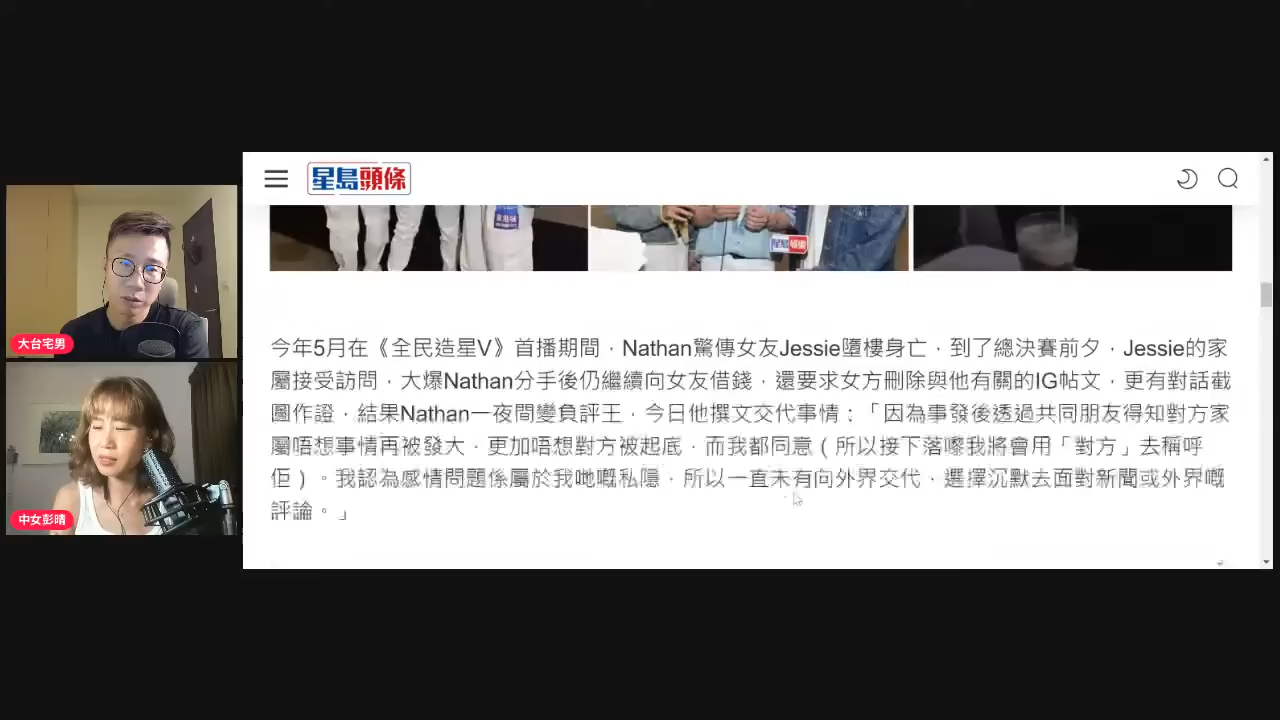 星島頭條
今年5月在《全民造星V》首播期間，Nathan驚傳女友Jessie墮樓身亡，到了總決賽前夕，Jessie的家
屬接受訪問，大爆Nathan分手後仍繼續向女友借錢，還要求女方刪除與他有關的IG帖文，更有對話截
圖作證，結果Nathan一夜間變負評王，今日他撰文交代事情：「因為事發後透過共同朋友得知對方家
屬唔想事情再被發大，更加唔想對方被起底，而我都同意（所以接下落嚟我將會用「對方」去稱呼
佢）。我認為感情問題係屬於我哋嘅私隱，所以一直未有向外界交代，選擇沉默去面對新聞或外界嘅
評論。」
大台宅男
中女彭晴